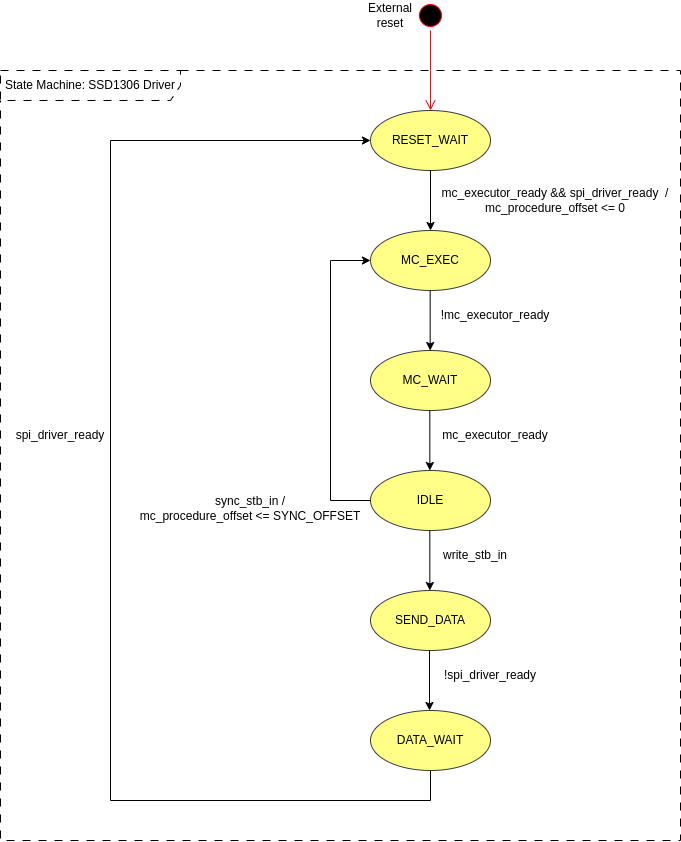 External
reset
State Machine: SSD1306 Driver
RESET_WAIT
mc_executor_ready && spi_driver_ready /
mc_procedure_offset <= 0
MC_EXEC
!mc_executor_ready
MC_WAIT
spi_driver_ready
mc_executor_ready
IDLE
sync_stb_in /
mc_procedure_offset <= SYNC_OFFSET
write_stb_in
SEND_DATA
!spi_driver_ready
DATA_WAIT